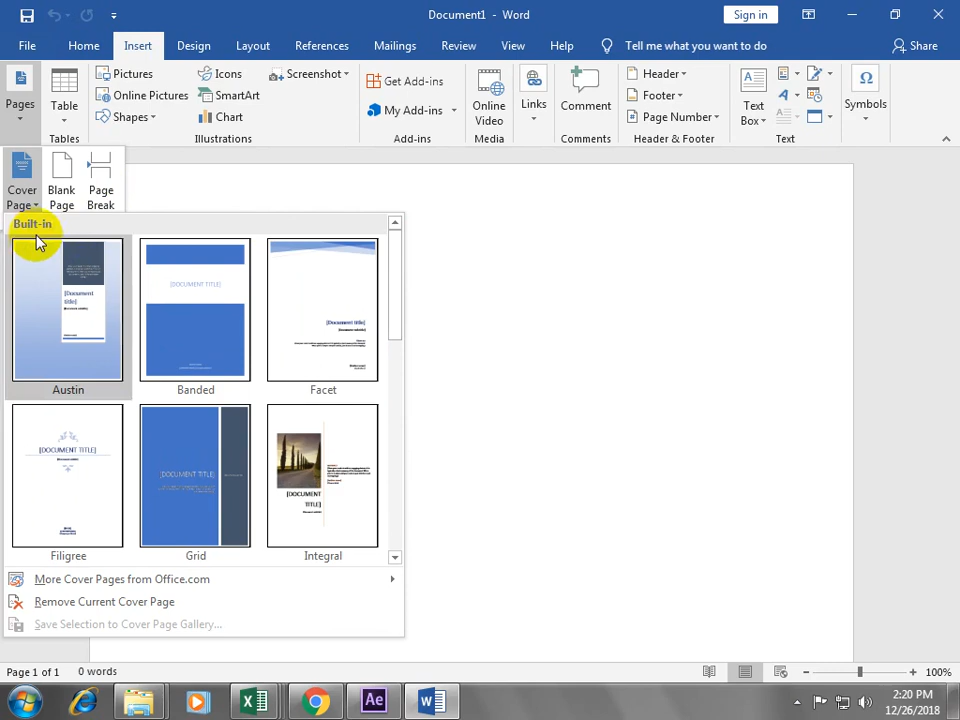 Document1 - Word
Sign in
File Home Insert Design Layout References Mailings Review View Help Tell me what you want to do Share
Pages
Table
Tables
Pictures
Online Pictures
Shapes
Icons
SmartArt
Chart
Screenshot
Illustrations
Get Add-ins
My Add-ins
Add-ins
Online
Video
Media
Links
Comment
Comments
Header
Footer
Page Number
Header & Footer
Text
Box
Text
Symbols
Cover
Page
Blank
Page
Page
Break
Built-in
[Document
title]
[DOCUMENT TITLE]
[Document title]
Austin Banded Facet
[DOCUMENT TITLE]
[DOCUMENT TITLE]
[DOCUMENT
TITLE]
Filigree Grid Integral
More Cover Pages from Office.com
Remove Current Cover Page
Save Selection to Cover Page Gallery...
Page 1 of 1 0 words
100%
Ae
2:20 PM
12/26/2018